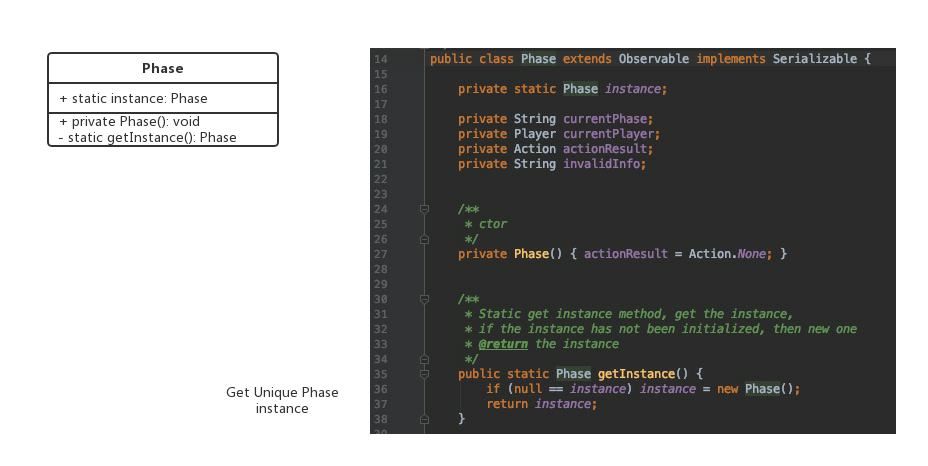 Phase
+ static instance: Phase
+ private Phase(): void
- static getInstance(): Phase
Get Unique Phase
instance
14 public class Phase extends Observable implements Serializable {
15
16 private static Phase instance;
17
18 private String currentPhase;
19 private Player currentPlayer;
20 private Action actionResult;
21 private String invalidInfo;
22
23
24 /**
25 * ctor
26 */
27 private Phase() { actionResult = Action.None; }
28
29
30 /**
31 * Static get instance method, get the instance,
32 * if the instance has not been initialized, then new one
33 * @return the instance
34 */
35 public static Phase getInstance() {
36 if (null == instance) instance = new Phase();
37 return instance;
38 }